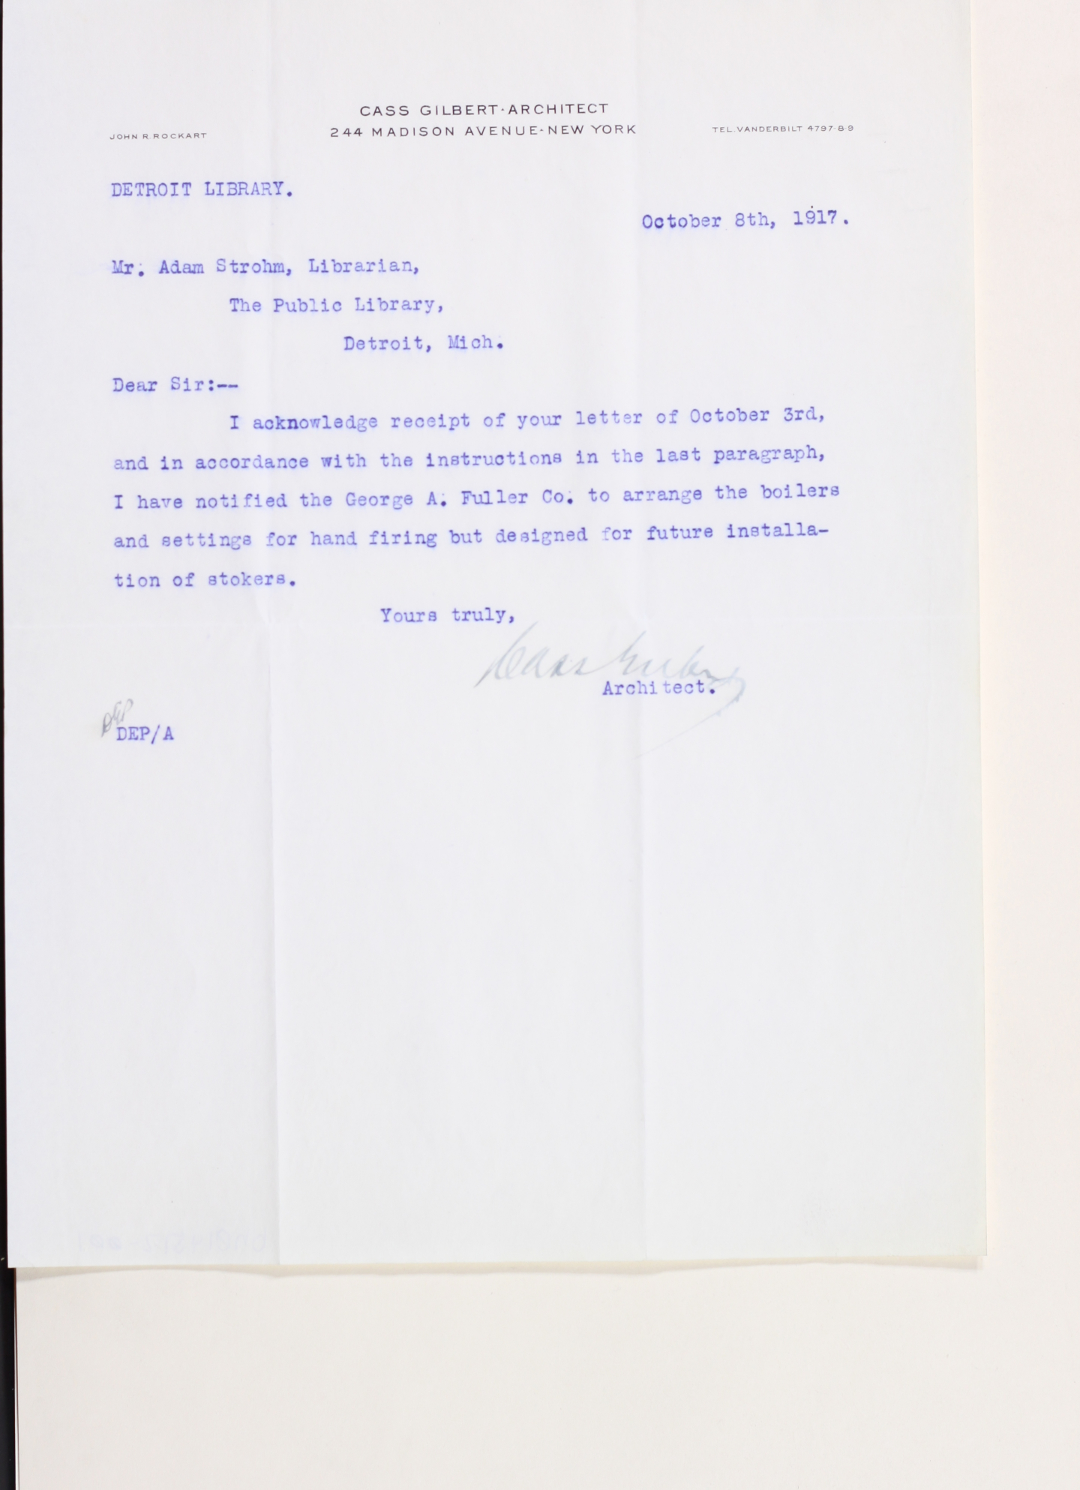 CASS GILBERT·ARCHITECT
JOHN R. ROCKART
244 MADISON AVENUE·NEW YORK
TEL. VANDERBILT 4797-8-9
DETROIT LIBRARY.
October 8th, 1917.
Mr. Adam Strohm, Librarian,
The Public Library,
Detroit, Mich.
Dear Sir:--
I acknowledge receipt of your letter of October 3rd,
and in accordance with the instructions in the last paragraph,
I have notified the George A. Fuller Co. to arrange the boilers
and settings for hand firing but designed for future installa-
tion of stokers.
Yours truly,
Cass Gilbert
Architect.
DEP
DEP/A